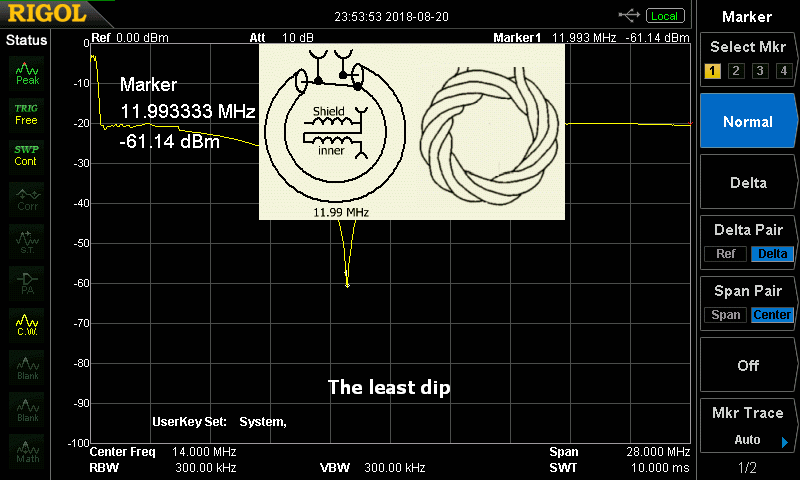 RIGOL
23:53:53 2018-08-20
Local
Status
Ref 0.00 dBm
Att 10 dB
Marker1 11.993 MHz -61.14 dBm
Peak
TRIG
Free
SWP
Cont
Corr
S.T.
PA
C.W.
Blank
Blank
Math
0
-10
-20
-30
-40
-50
-60
-70
-80
-90
-100
Marker
11.993333 MHz
-61.14 dBm
Shield
inner
11.99 MHz
The least dip
UserKey Set: System,
Center Freq 14.000 MHz
Span 28.000 MHz
RBW 300.00 kHz
VBW 300.00 kHz
SWT 10.000 ms
Marker
Select Mkr
1 2 3 4
Normal
Delta
Delta Pair
Ref Delta
Span Pair
Span Center
Off
Mkr Trace
Auto
1/2